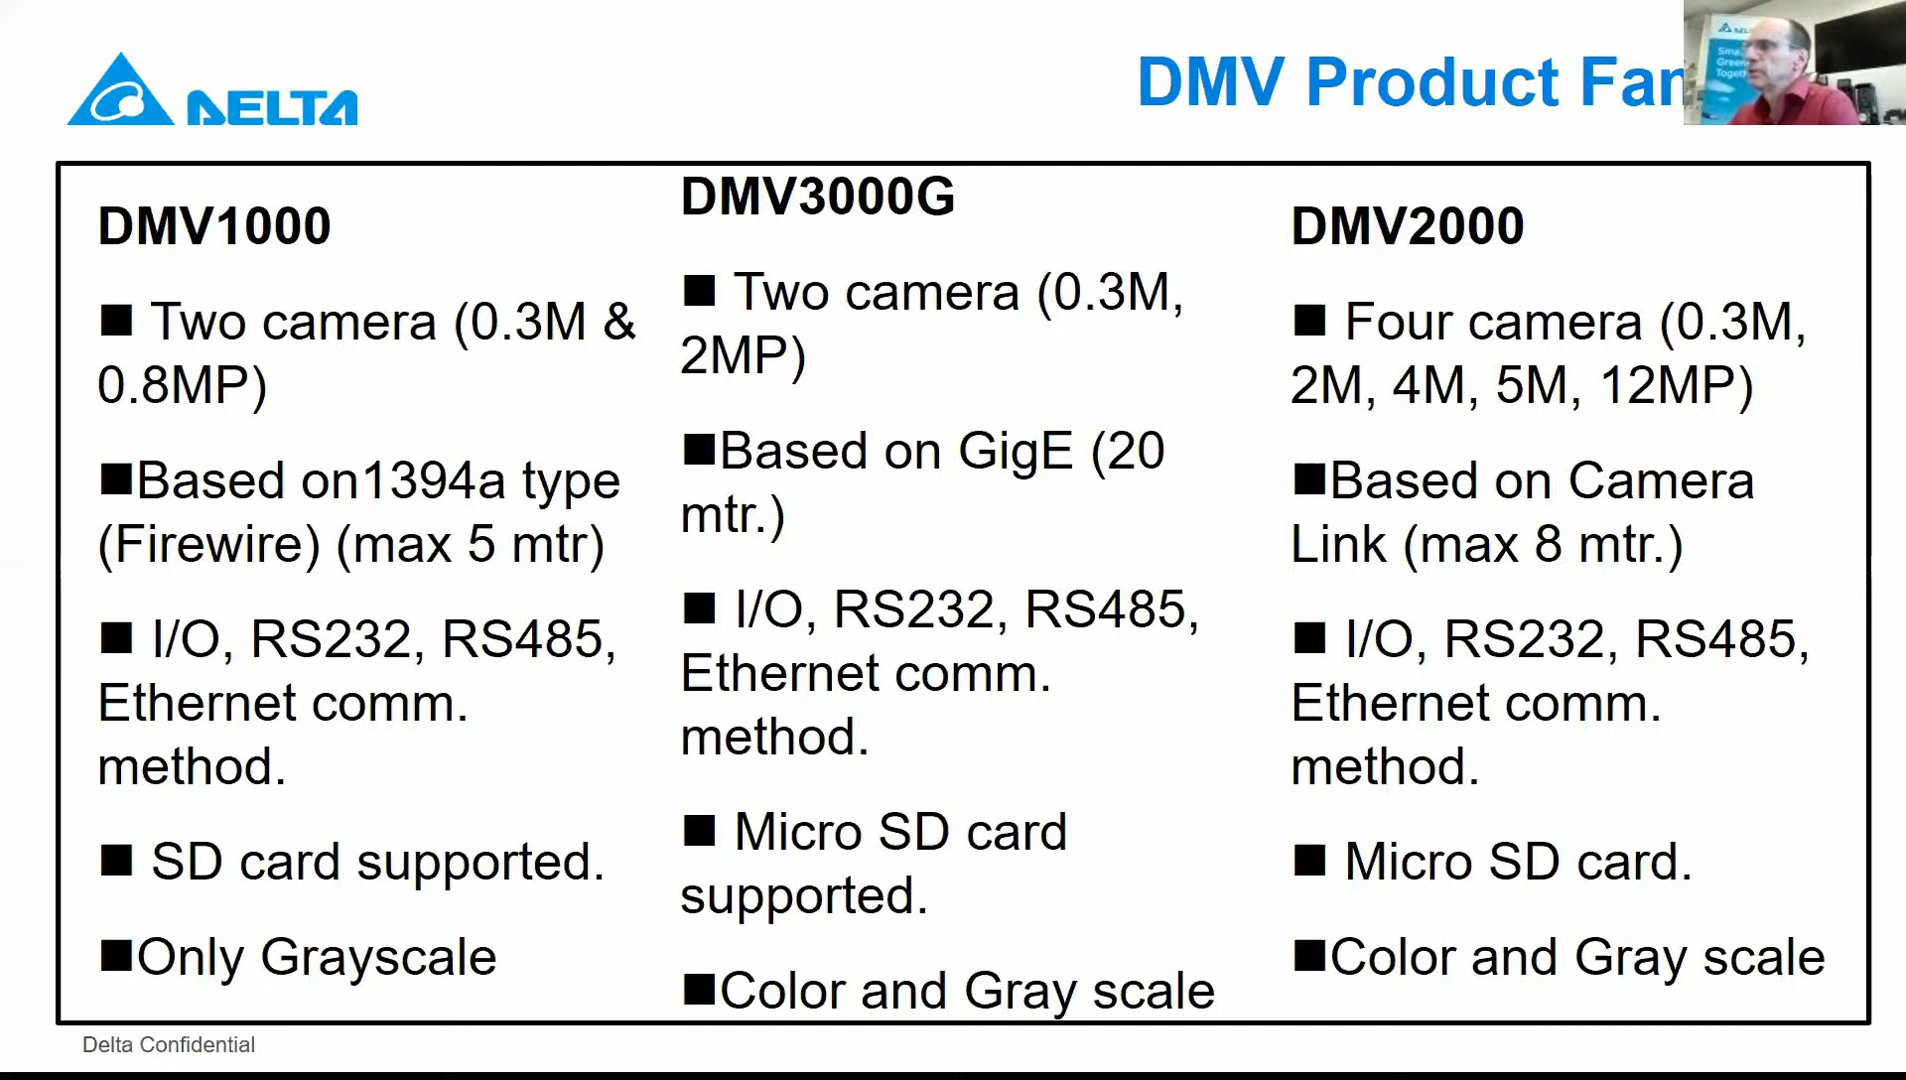 DELTA
DMV Product Fam
DMV1000
■ Two camera (0.3M &
0.8MP)
■Based on1394a type
(Firewire) (max 5 mtr)
■ I/O, RS232, RS485,
Ethernet comm.
method.
■ SD card supported.
■Only Grayscale
DMV3000G
■ Two camera (0.3M,
2MP)
■Based on GigE (20
mtr.)
■ I/O, RS232, RS485,
Ethernet comm.
method.
■ Micro SD card
supported.
■Color and Gray scale
DMV2000
■ Four camera (0.3M,
2M, 4M, 5M, 12MP)
■Based on Camera
Link (max 8 mtr.)
■ I/O, RS232, RS485,
Ethernet comm.
method.
■ Micro SD card.
■Color and Gray scale
Delta Confidential